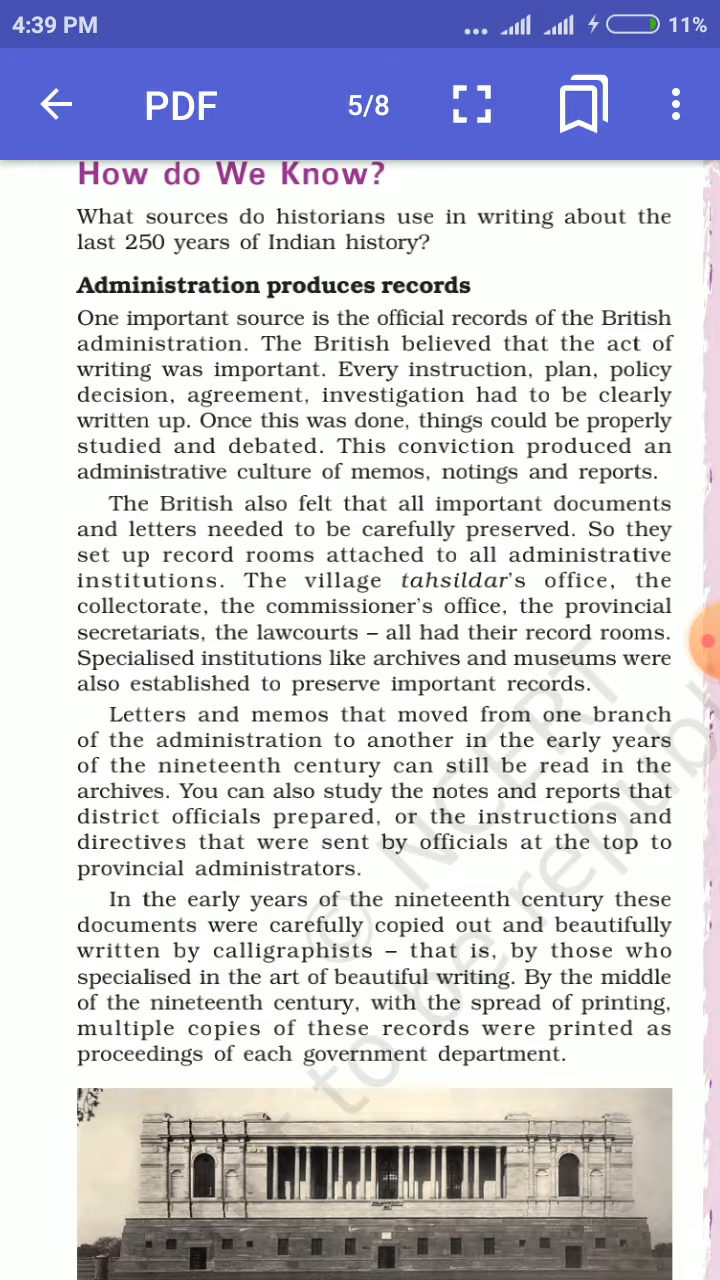 4:39 PM
11%
PDF
5/8
How do We Know?
What sources do historians use in writing about the
last 250 years of Indian history?
Administration produces records
One important source is the official records of the British
administration. The British believed that the act of
writing was important. Every instruction, plan, policy
decision, agreement, investigation had to be clearly
written up. Once this was done, things could be properly
studied and debated. This conviction produced an
administrative culture of memos, notings and reports.
The British also felt that all important documents
and letters needed to be carefully preserved. So they
set up record rooms attached to all administrative
institutions. The village tahsildar's office, the
collectorate, the commissioner's office, the provincial
secretariats, the lawcourts – all had their record rooms.
Specialised institutions like archives and museums were
also established to preserve important records.
Letters and memos that moved from one branch
of the administration to another in the early years
of the nineteenth century can still be read in the
archives. You can also study the notes and reports that
district officials prepared, or the instructions and
directives that were sent by officials at the top to
provincial administrators.
In the early years of the nineteenth century these
documents were carefully copied out and beautifully
written by calligraphists – that is, by those who
specialised in the art of beautiful writing. By the middle
of the nineteenth century, with the spread of printing,
multiple copies of these records were printed as
proceedings of each government department.
© NCERT
to be republ